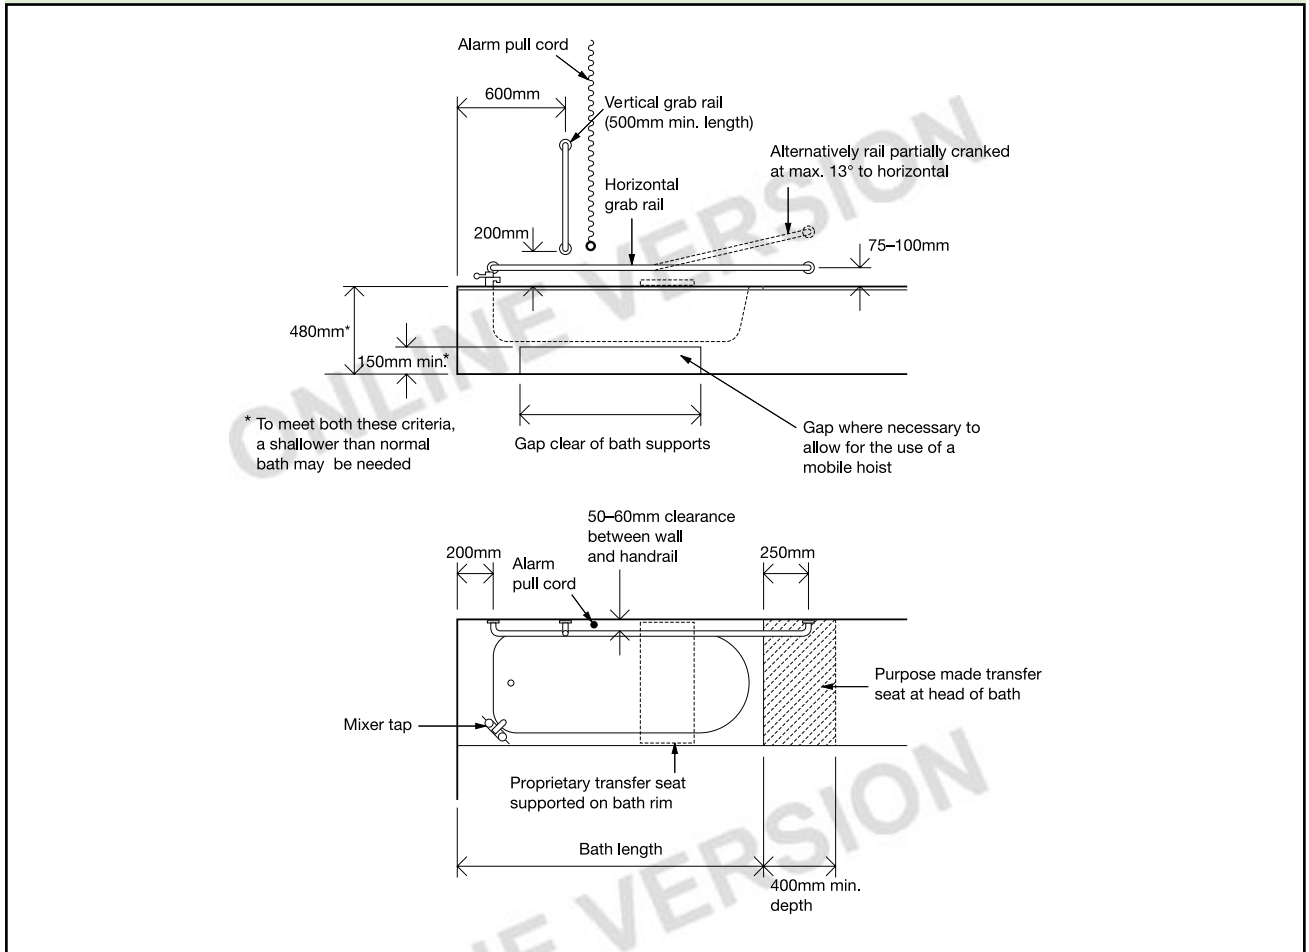 Alarm pull cord
600mm
Vertical grab rail
(500mm min. length)
Alternatively rail partially cranked
at max. 13° to horizontal
Horizontal
grab rail
200mm
75–100mm
480mm*
150mm min.*
* To meet both these criteria,
a shallower than normal
bath may be needed
Gap clear of bath supports
Gap where necessary to
allow for the use of a
mobile hoist
ONLINE VERSION
50–60mm clearance
between wall
and handrail
200mm
Alarm
pull cord
250mm
Purpose made transfer
seat at head of bath
Mixer tap
Proprietary transfer seat
supported on bath rim
Bath length
400mm min.
depth
NE VERSION